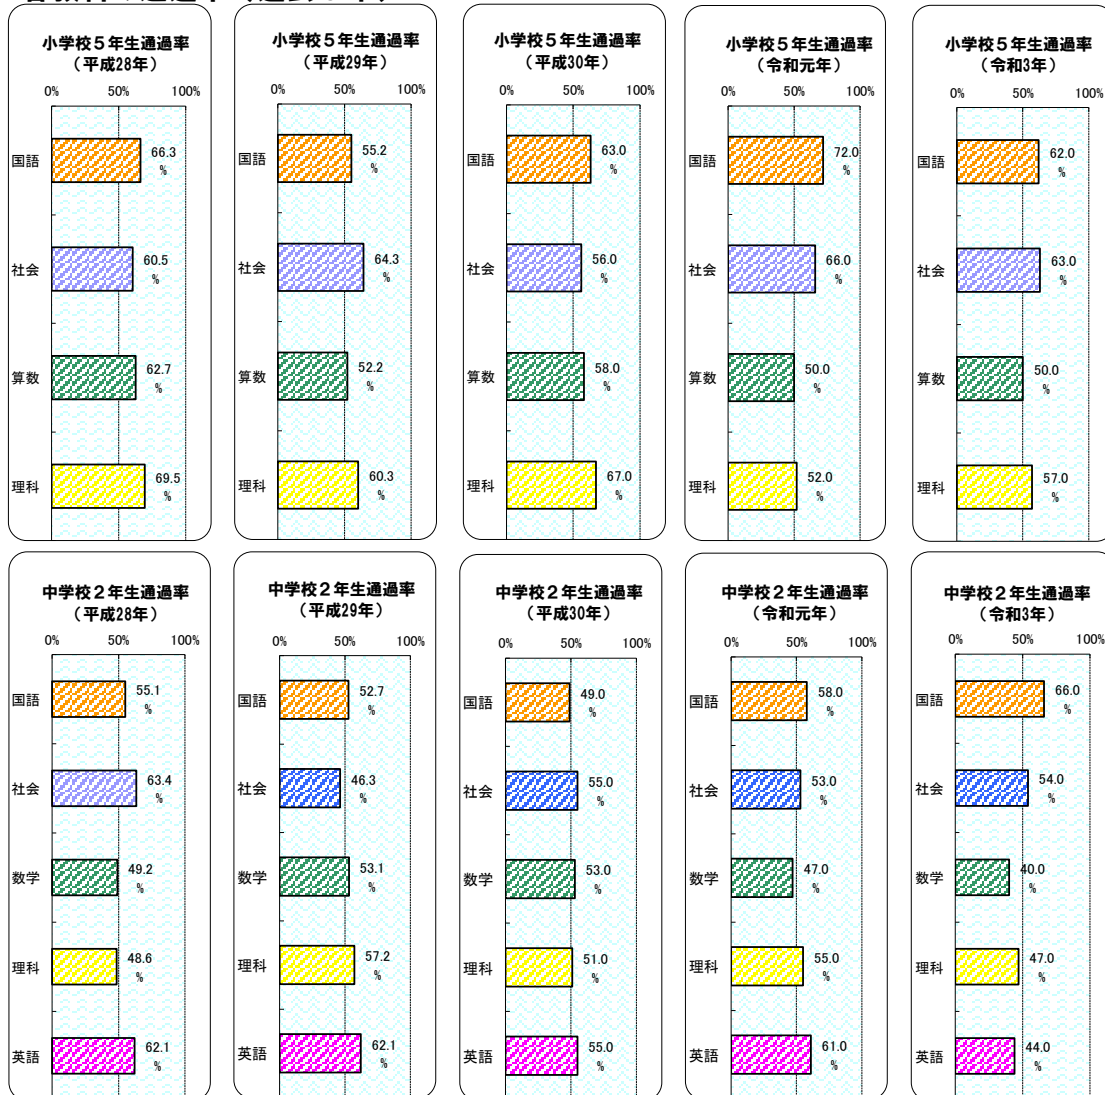 小学校5年生通過率
(平成28年)
0% 50% 100%
国語 66.3%
社会 60.5%
算数 62.7%
理科 69.5%
小学校5年生通過率
(平成29年)
0% 50% 100%
国語 55.2%
社会 64.3%
算数 52.2%
理科 60.3%
小学校5年生通過率
(平成30年)
0% 50% 100%
国語 63.0%
社会 56.0%
算数 58.0%
理科 67.0%
小学校5年生通過率
(令和元年)
0% 50% 100%
国語 72.0%
社会 66.0%
算数 50.0%
理科 52.0%
小学校5年生通過率
(令和3年)
0% 50% 100%
国語 62.0%
社会 63.0%
算数 50.0%
理科 57.0%
中学校2年生通過率
(平成28年)
0% 50% 100%
国語 55.1%
社会 63.4%
数学 49.2%
理科 48.6%
英語 62.1%
中学校2年生通過率
(平成29年)
0% 50% 100%
国語 52.7%
社会 46.3%
数学 53.1%
理科 57.2%
英語 62.1%
中学校2年生通過率
(平成30年)
0% 50% 100%
国語 49.0%
社会 55.0%
数学 53.0%
理科 51.0%
英語 55.0%
中学校2年生通過率
(令和元年)
0% 50% 100%
国語 58.0%
社会 53.0%
数学 47.0%
理科 55.0%
英語 61.0%
中学校2年生通過率
(令和3年)
0% 50% 100%
国語 66.0%
社会 54.0%
数学 40.0%
理科 47.0%
英語 44.0%